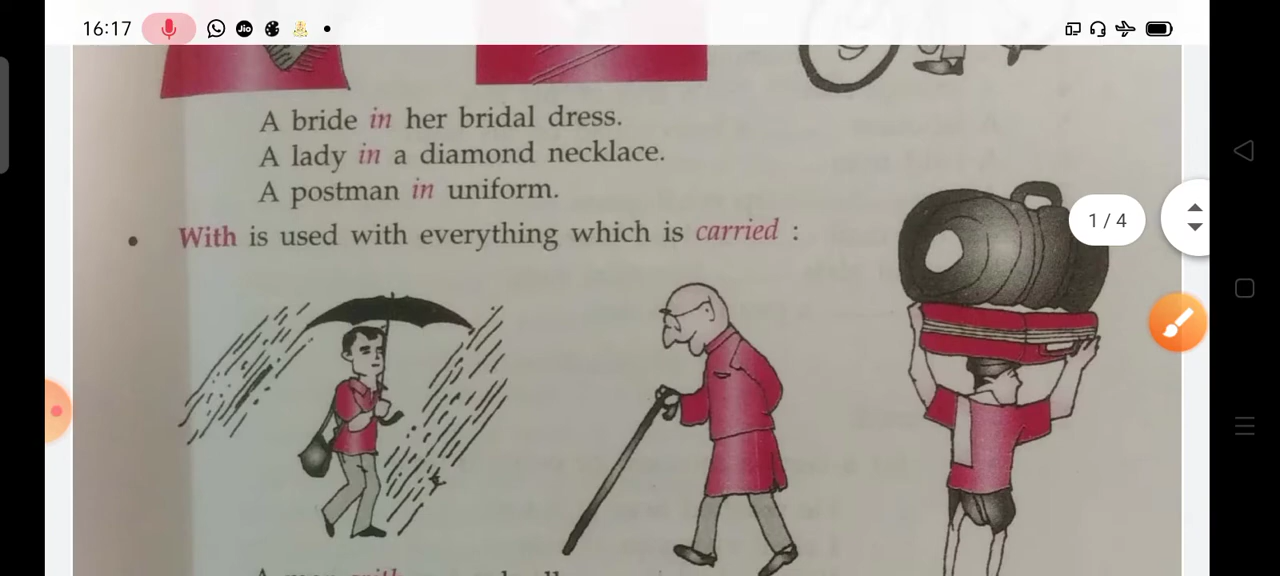 16:17
Jio
A bride in her bridal dress.
A lady in a diamond necklace.
A postman in uniform.
• With is used with everything which is carried :
1 / 4